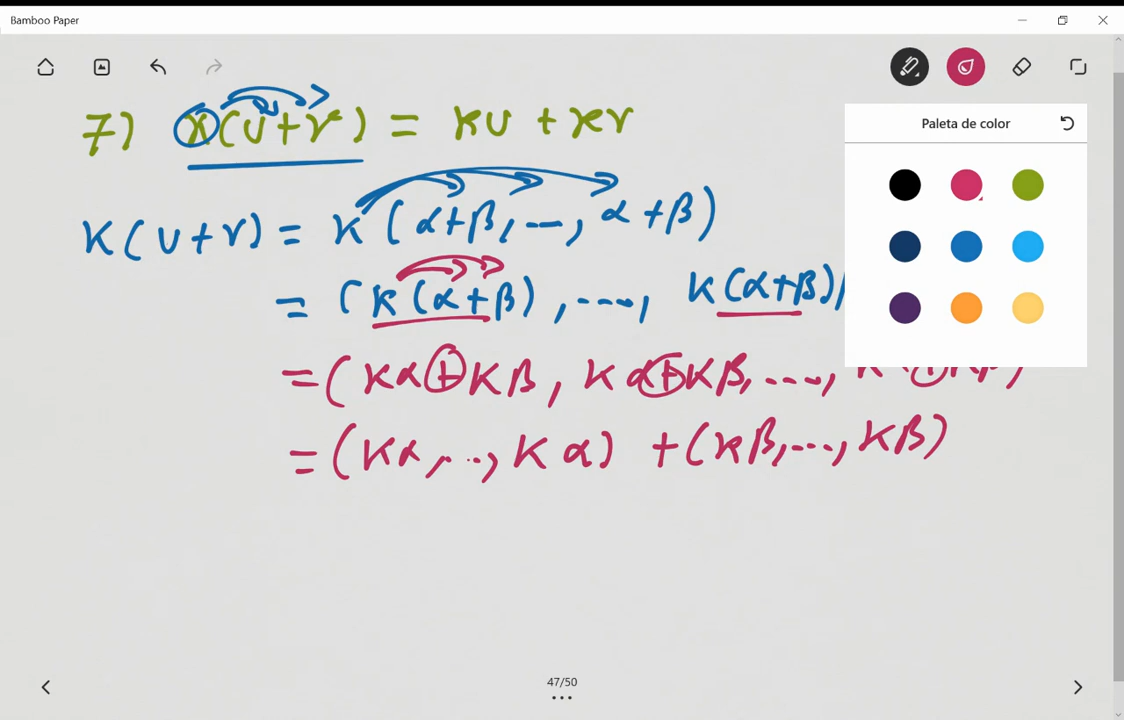 Bamboo Paper
Paleta de color
7) K(u+v) = Ku + Kv
K(u+v) = K(α+β, ..., α+β)
= (K(α+β), ..., K(α+β)
=(Kα+Kβ, Kα+Kβ, ..., K
=(Kα, ..., Kα) +(Kβ, ..., Kβ)
47/50